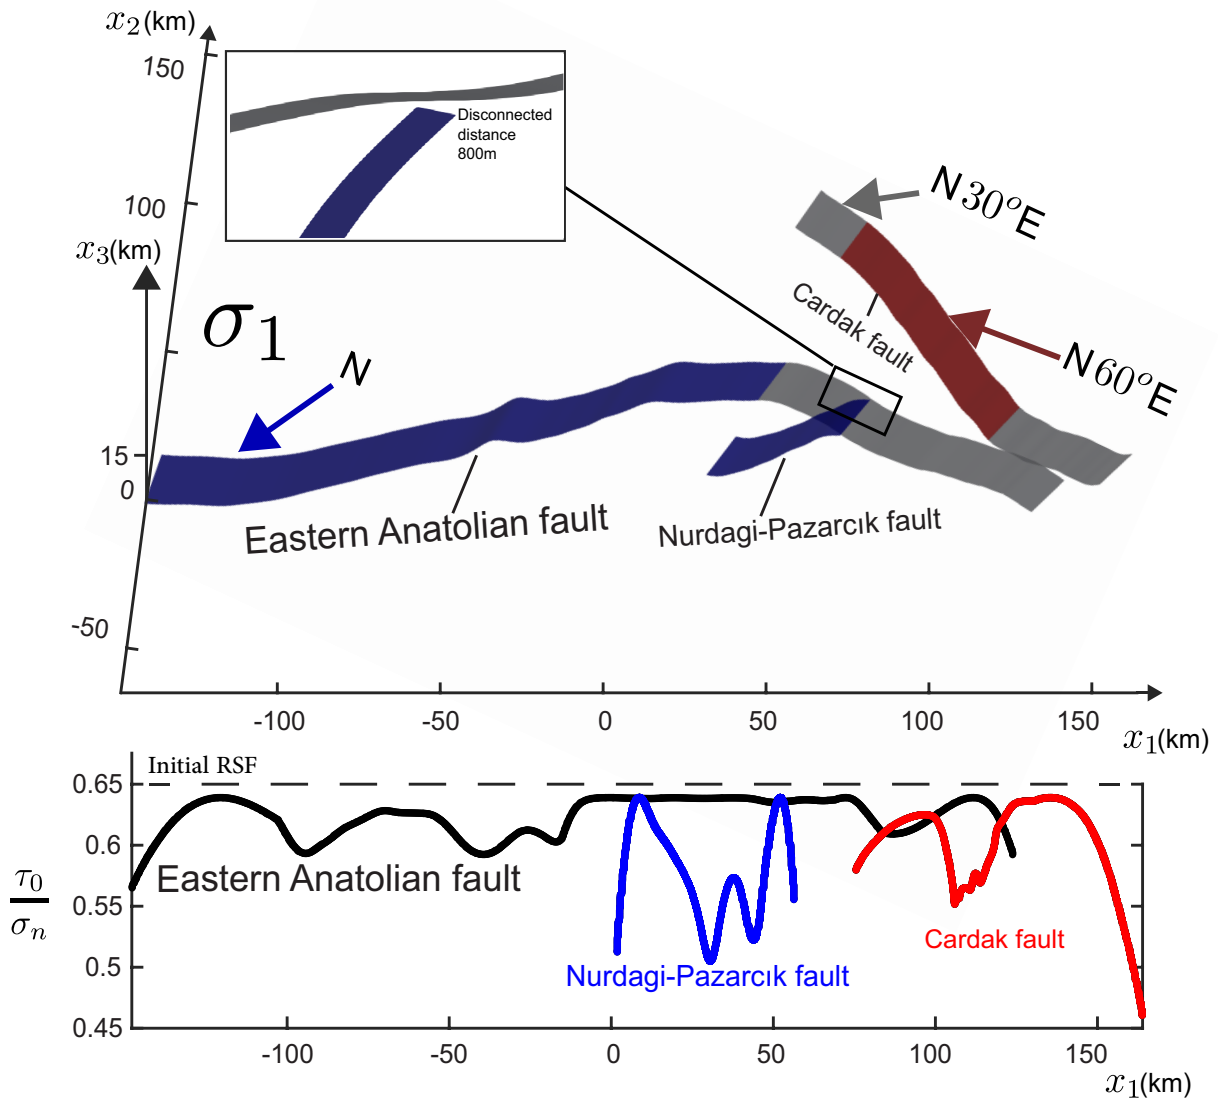 x₂(km)
150
Disconnected
distance
800m
100
x₃(km)
N30°E
σ₁
N
Cardak fault
N60°E
15
0
Eastern Anatolian fault
Nurdagi-Pazarcık fault
-50
-100
-50
0
50
100
150
x₁(km)
Initial RSF
0.65
0.6
0.55
0.5
0.45
τ₀
σₙ
Eastern Anatolian fault
Nurdagi-Pazarcık fault
Cardak fault
-100
-50
0
50
100
150
x₁(km)